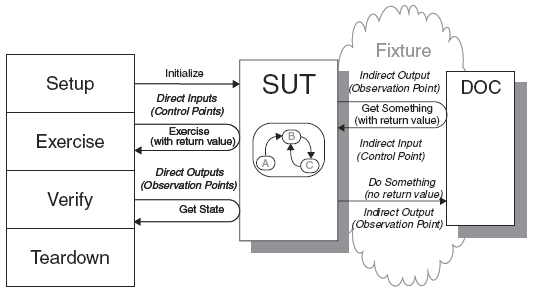 Setup
Exercise
Verify
Teardown
Initialize
Direct Inputs
(Control Points)
Exercise
(with return value)
Direct Outputs
(Observation Points)
Get State
SUT
A
B
C
Fixture
Indirect Output
(Observation Point)
Get Something
(with return value)
Indirect Input
(Control Point)
Do Something
(no return value)
Indirect Output
(Observation Point)
DOC